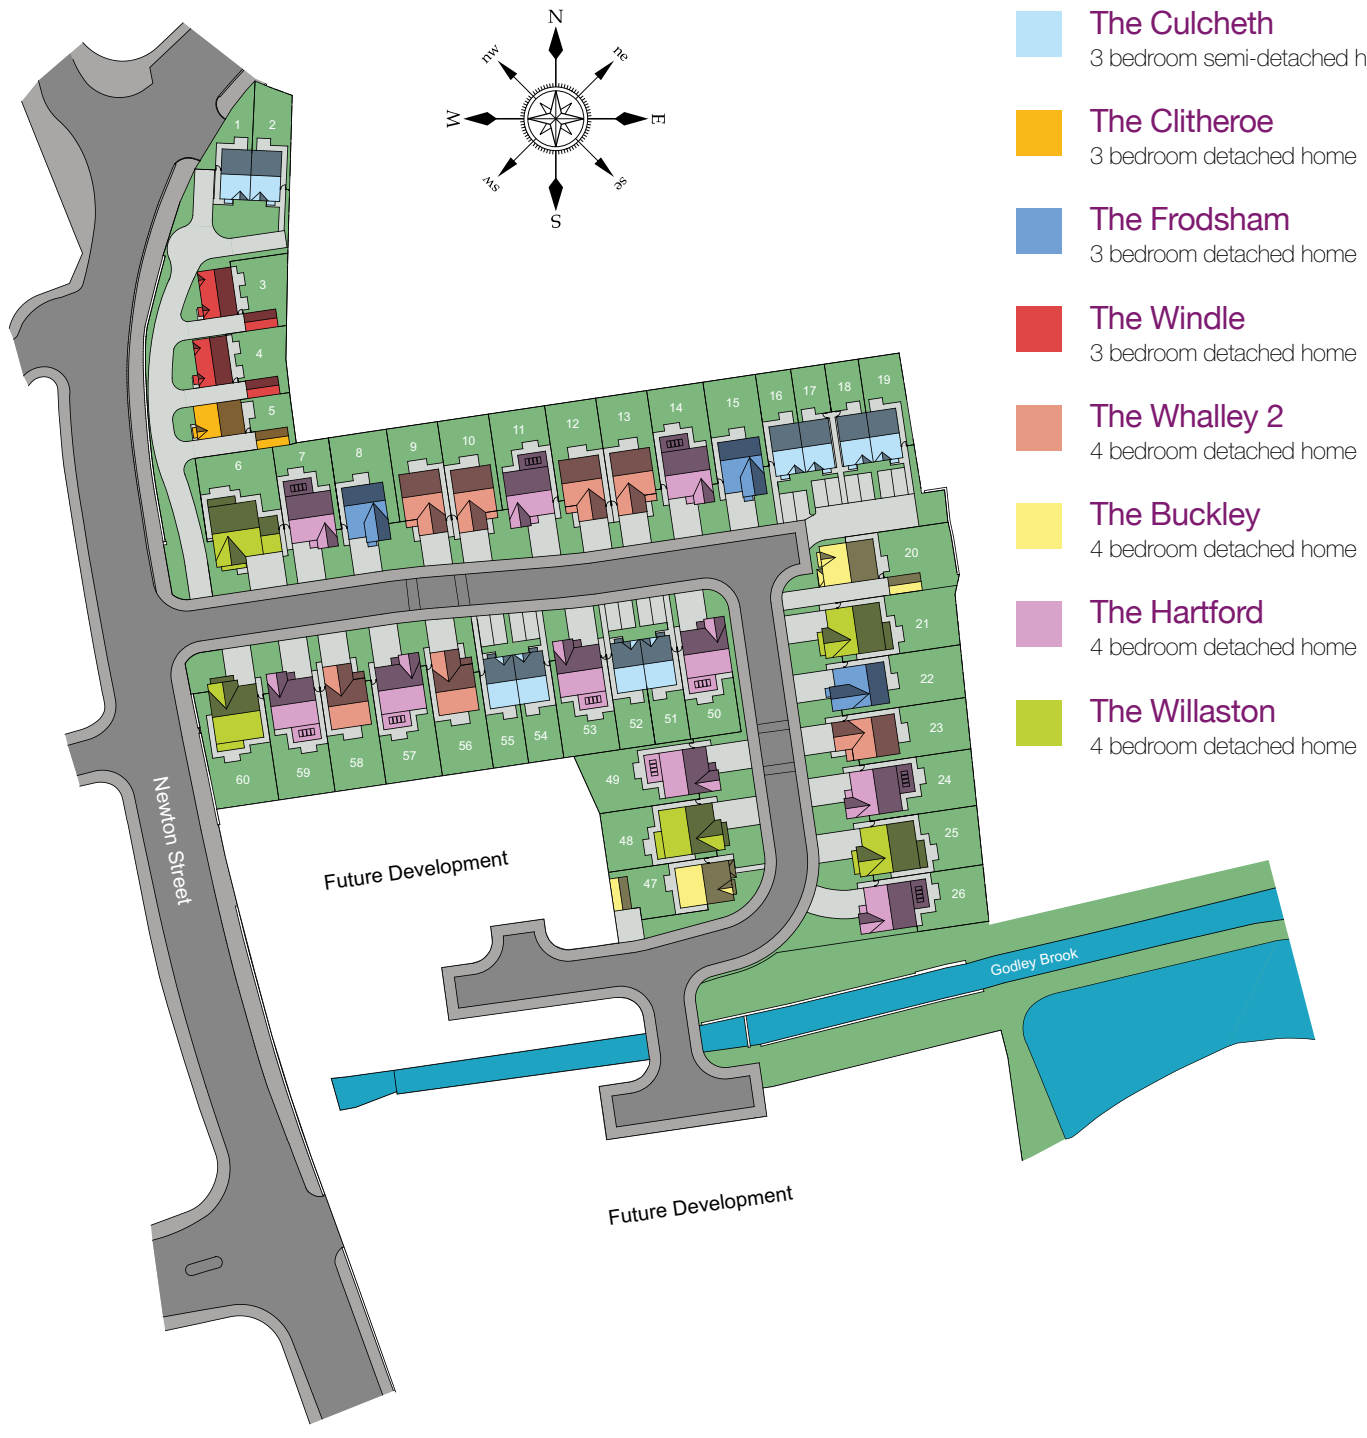 N
nw
ne
W
E
sw
se
S
The Culcheth
3 bedroom semi-detached h
The Clitheroe
3 bedroom detached home
The Frodsham
3 bedroom detached home
The Windle
3 bedroom detached home
The Whalley 2
4 bedroom detached home
The Buckley
4 bedroom detached home
The Hartford
4 bedroom detached home
The Willaston
4 bedroom detached home
1
2
3
4
5
6
7
8
9
10
11
12
13
14
15
16
17
18
19
20
21
22
23
24
25
26
60
59
58
57
56
55
54
53
52
51
50
49
48
47
Newton Street
Future Development
Godley Brook
Future Development